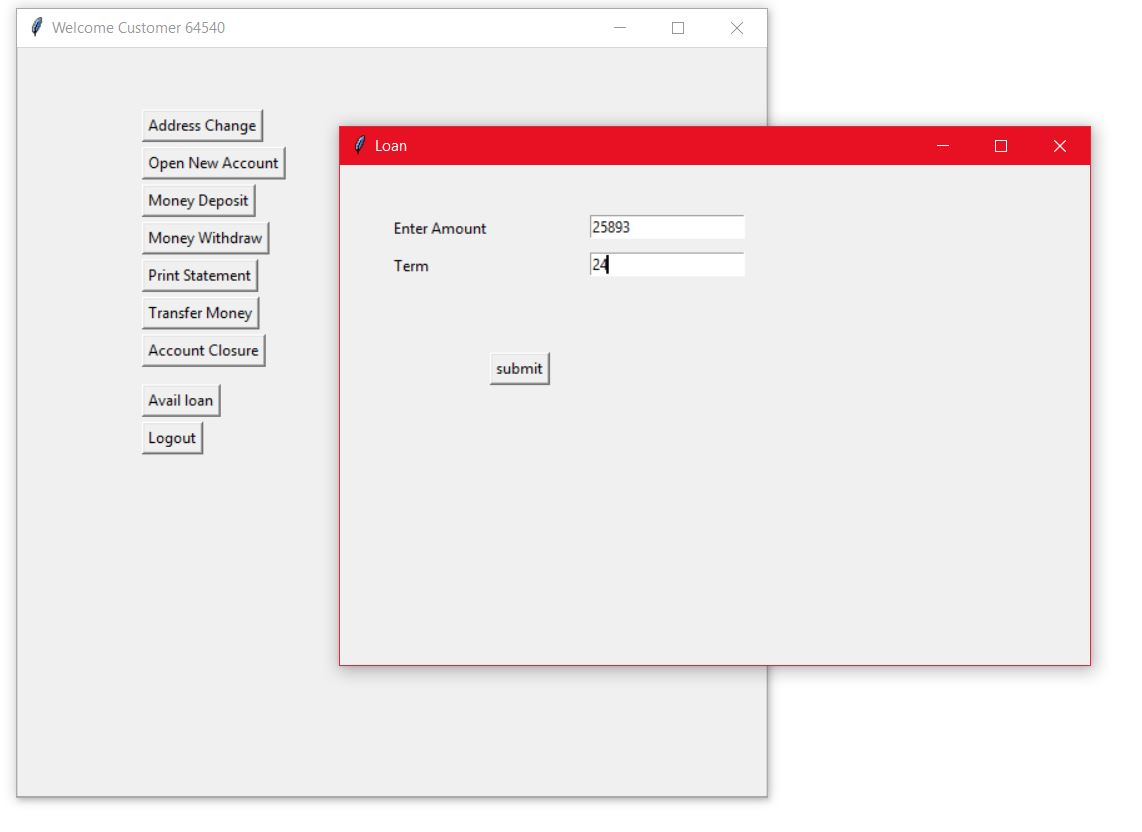 Welcome Customer 64540
Address Change
Open New Account
Money Deposit
Money Withdraw
Print Statement
Transfer Money
Account Closure
Avail loan
Logout
Loan
Enter Amount 25893
Term 24
submit